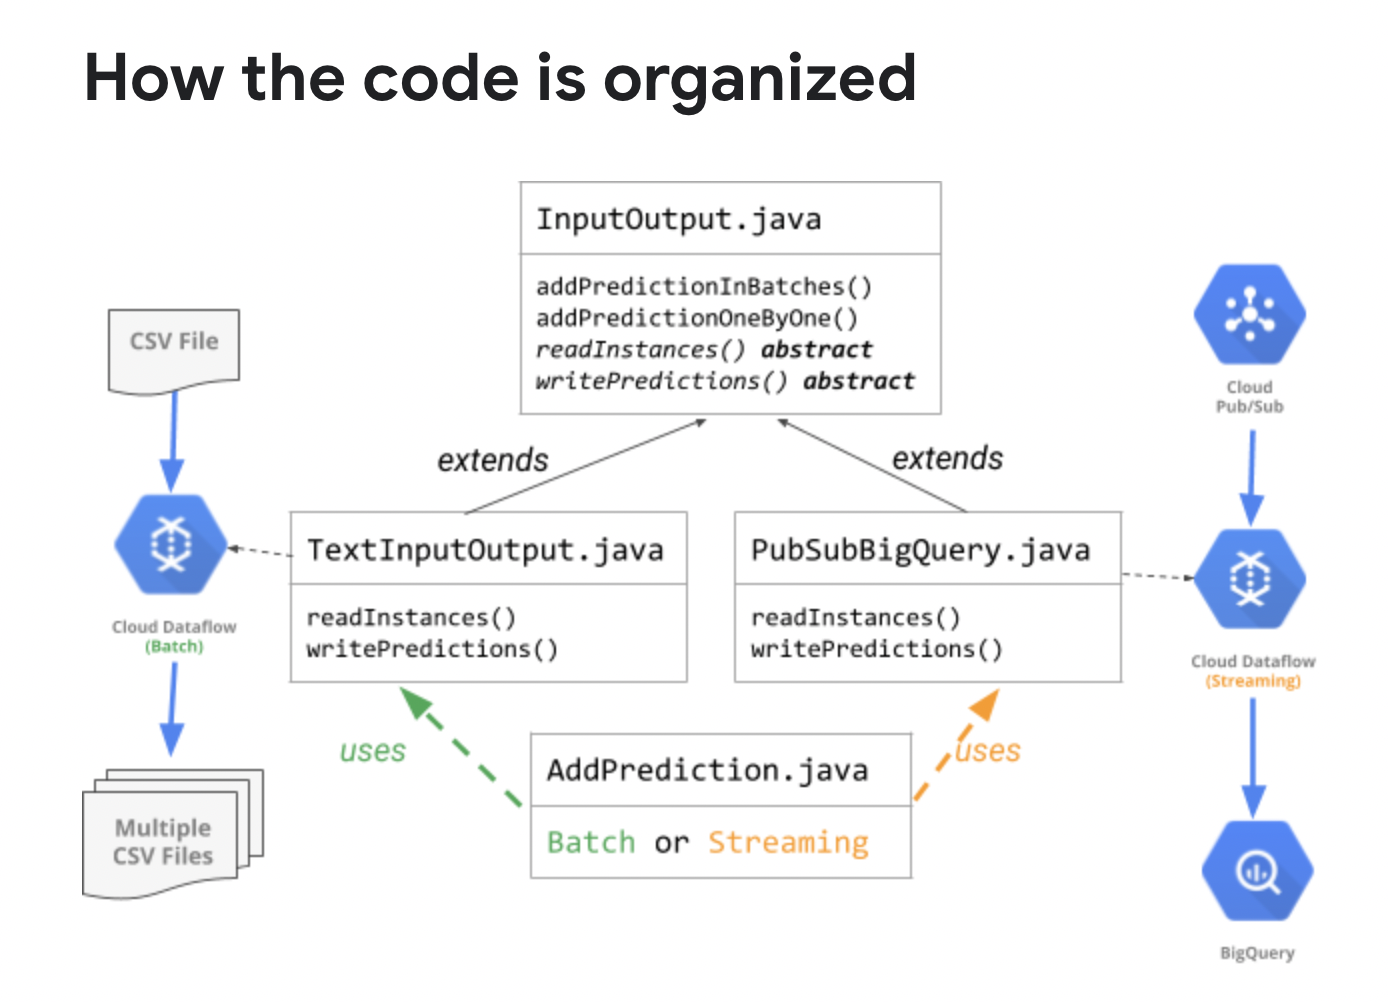 How the code is organized
InputOutput.java
addPredictionInBatches()
addPredictionOneByOne()
readInstances() abstract
writePredictions() abstract
CSV File
Cloud
Pub/Sub
extends
extends
TextInputOutput.java
readInstances()
writePredictions()
PubSubBigQuery.java
readInstances()
writePredictions()
Cloud Dataflow
(Batch)
Cloud Dataflow
(Streaming)
uses
uses
AddPrediction.java
Batch or Streaming
Multiple
CSV Files
BigQuery